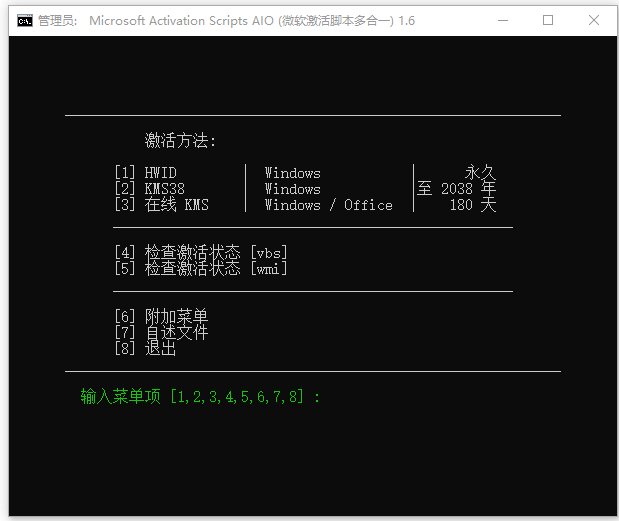 管理员: Microsoft Activation Scripts AIO (微软激活脚本多合一) 1.6
激活方法:
[1] HWID | Windows | 永久
[2] KMS38 | Windows | 至 2038 年
[3] 在线 KMS | Windows / Office | 180 天
[4] 检查激活状态 [vbs]
[5] 检查激活状态 [wmi]
[6] 附加菜单
[7] 自述文件
[8] 退出
输入菜单项 [1,2,3,4,5,6,7,8] :